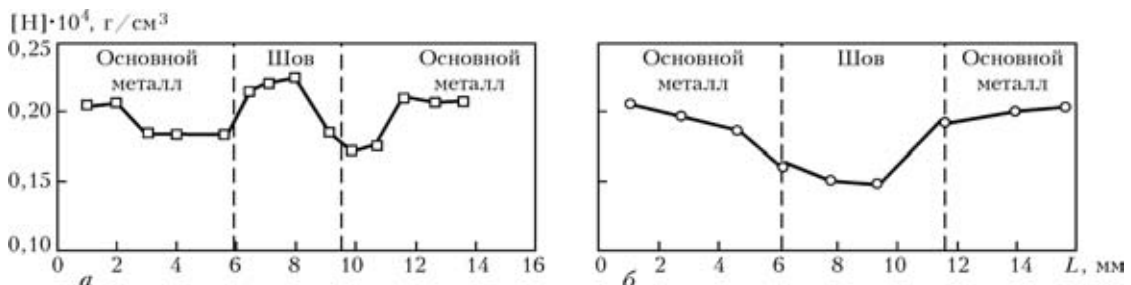 [H]·10⁴, г/см³
0,25
0,20
0,15
0,10
Основной
металл
Шов
Основной
металл
0 2 4 6 8 10 12 14 16
а
Основной
металл
Шов
Основной
металл
0 2 4 6 8 10 12 14 L, мм
б